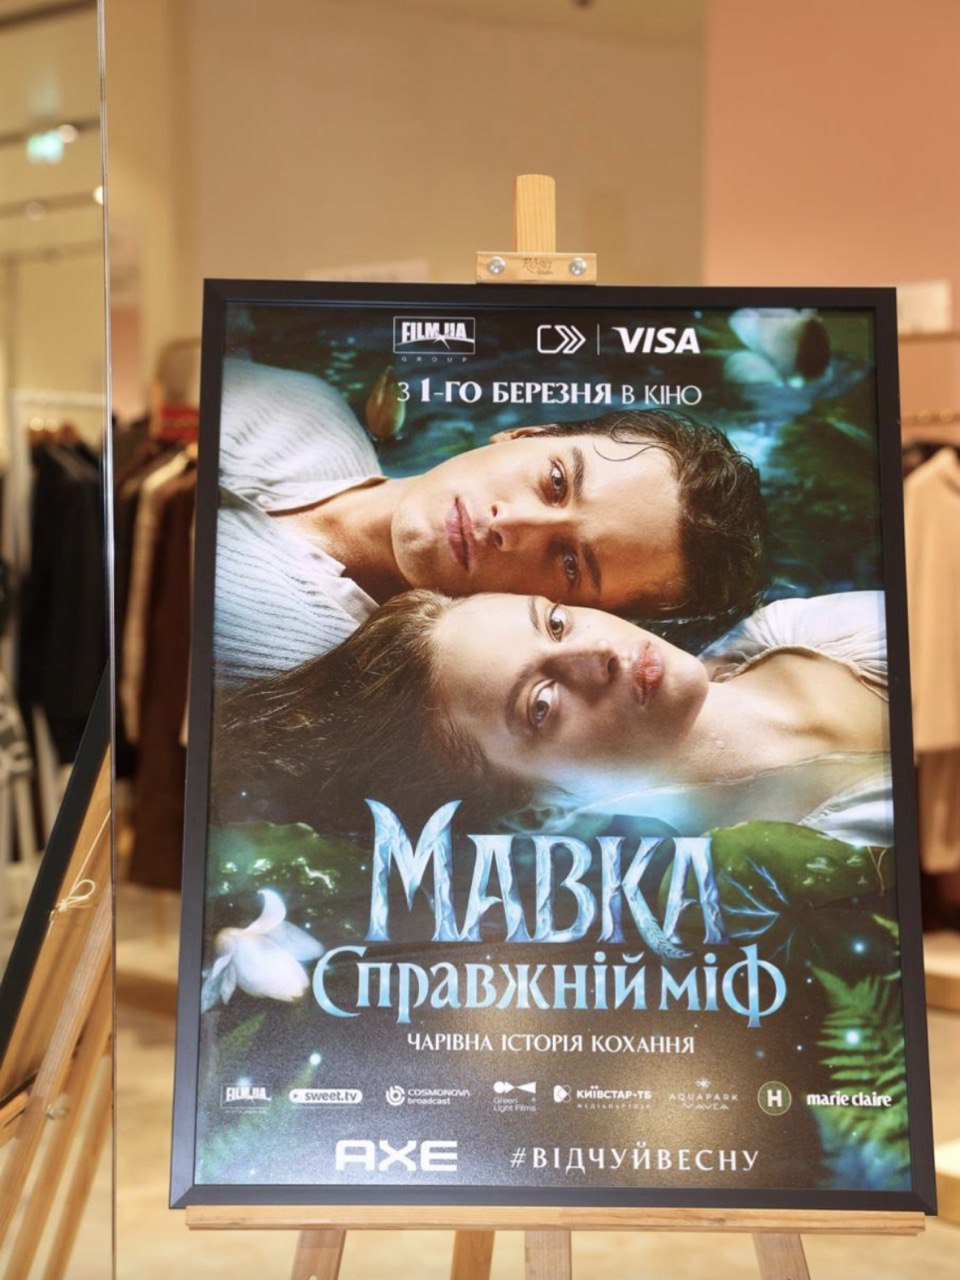 FILM.UA
GROUP
VISA
З 1-ГО БЕРЕЗНЯ В КІНО
МАВКА
Справжній міф
ЧАРІВНА ІСТОРІЯ КОХАННЯ
FILM.UA sweet.tv COSMONOVA broadcast Green Light Films КИЇВСТАР-ТБ AQUAPARK H marie claire
AXE #ВІДЧУЙВЕСНУ